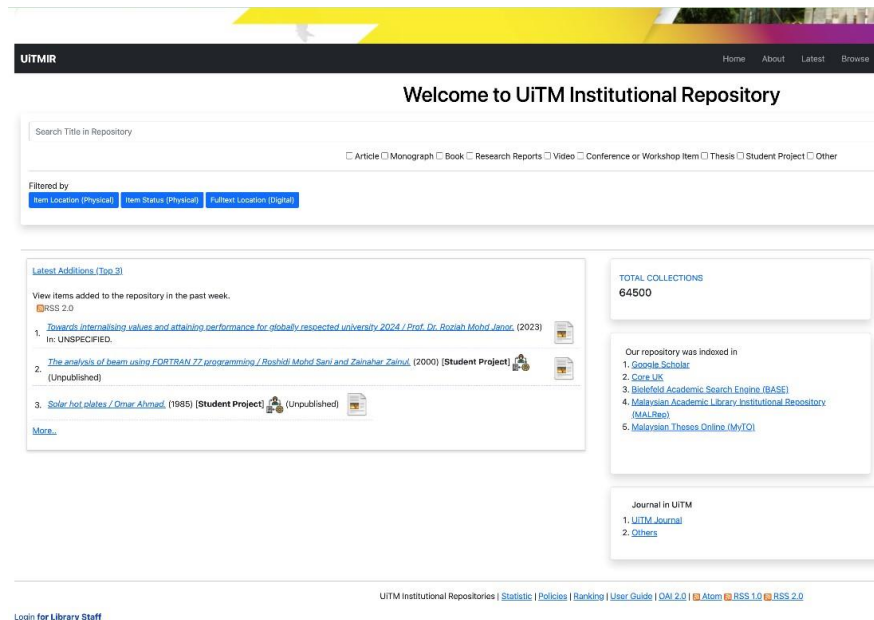 UiTMIR
Home About Latest Browse
Welcome to UiTM Institutional Repository
Search Title in Repository
Article Monograph Book Research Reports Video Conference or Workshop Item Thesis Student Project Other
Filtered by
Item Location (Physical) Item Status (Physical) Fulltext Location (Digital)
Latest Additions (Top 3)
View items added to the repository in the past week.
RSS 2.0
1. Towards internalising values and attaining performance for globally respected university 2024 / Prof. Dr. Roziah Mohd Janor. (2023)
In: UNSPECIFIED.
2. The analysis of beam using FORTRAN 77 programming / Roshidi Mohd Sani and Zainahar Zainul. (2000) [Student Project]
(Unpublished)
3. Solar hot plates / Omar Ahmad. (1985) [Student Project] (Unpublished)
More..
TOTAL COLLECTIONS
64500
Our repository was indexed in
1. Google Scholar
2. Core UK
3. Bielefeld Academic Search Engine (BASE)
4. Malaysian Academic Library Institutional Repository
(MALRep)
5. Malaysian Theses Online (MyTO)
Journal in UiTM
1. UiTM Journal
2. Others
UiTM Institutional Repositories | Statistic | Policies | Ranking | User Guide | OAI 2.0 | Atom RSS 1.0 RSS 2.0
Login for Library Staff